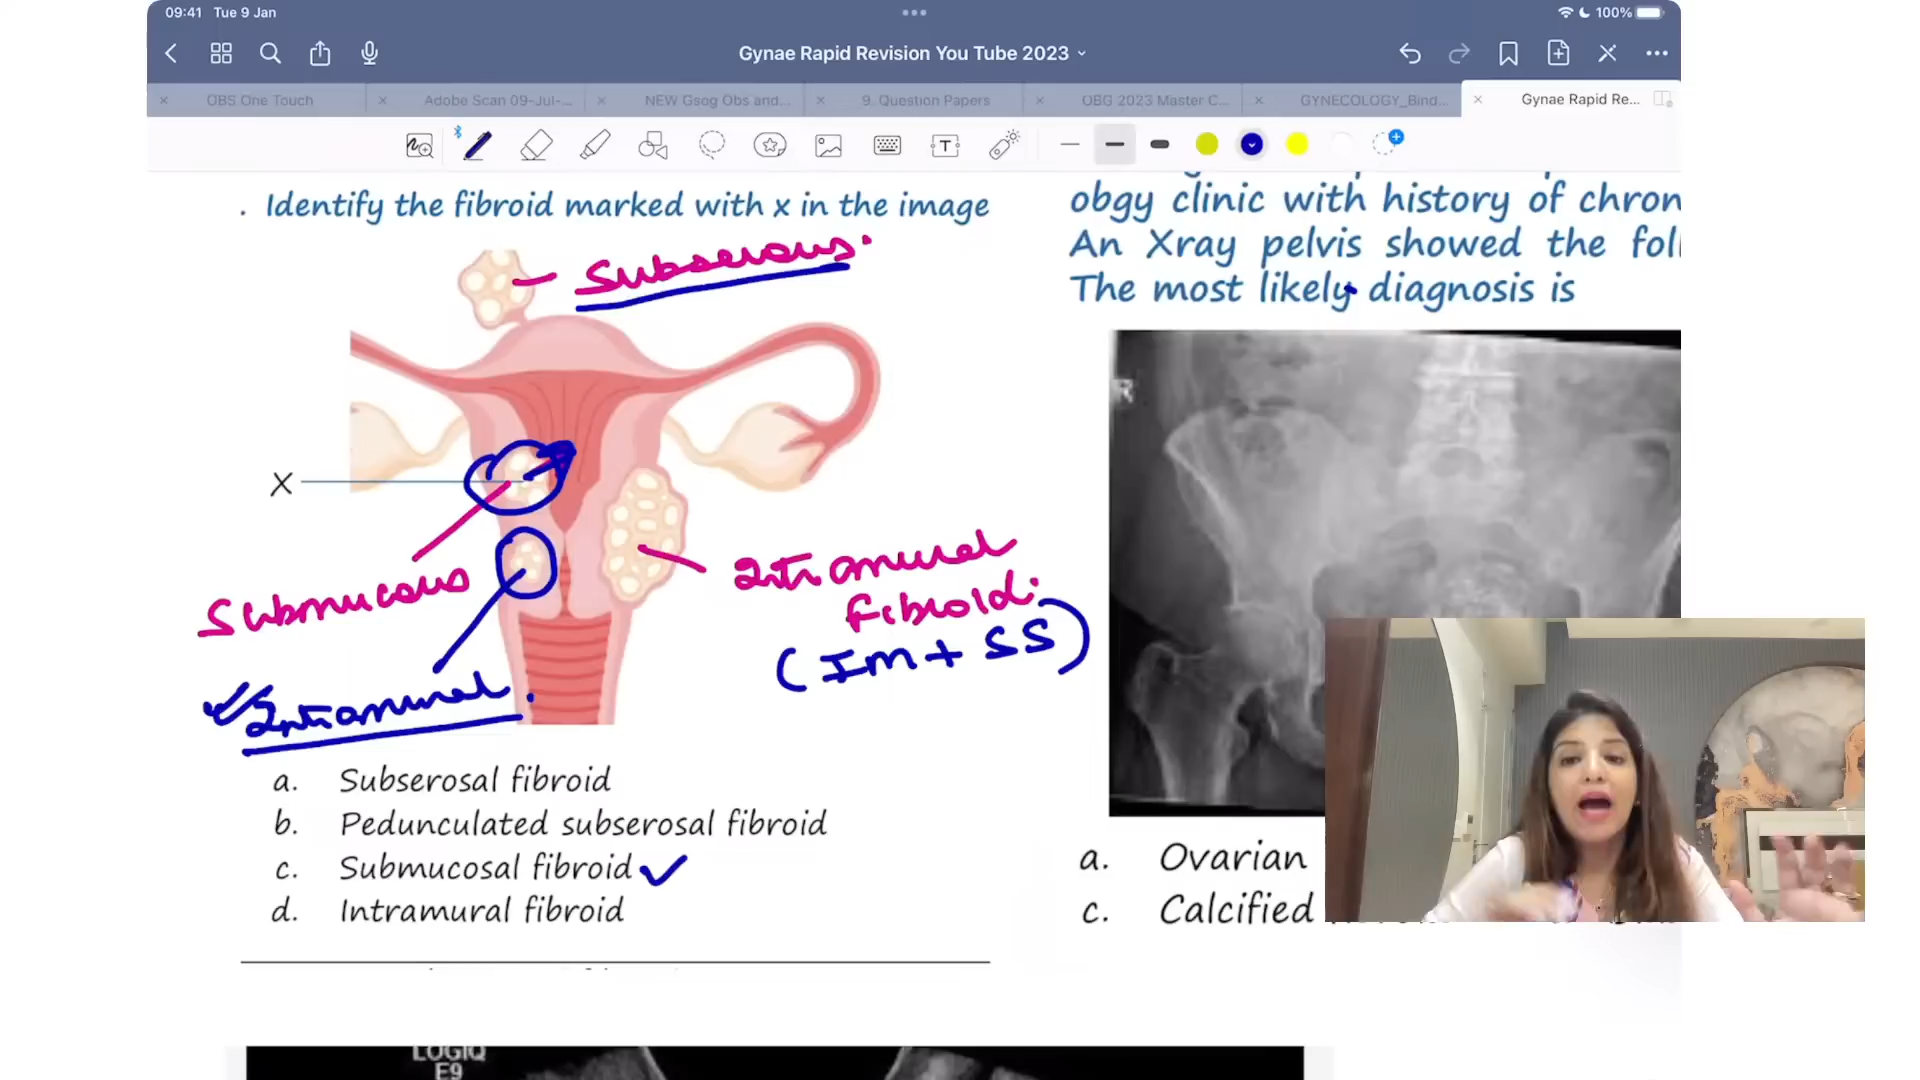 09:41 Tue 9 Jan
100%
Gynae Rapid Revision You Tube 2023
OBS One Touch
Adobe Scan 09-Jul-...
NEW Gsog Obs and...
9. Question Papers
OBG 2023 Master C...
GYNECOLOGY_Bind...
Gynae Rapid Re...
. Identify the fibroid marked with x in the image
Subserous.
X
Submucous
Intramural
fibroid.
(Im + SS)
Intramural.
a. Subserosal fibroid
b. Pedunculated subserosal fibroid
c. Submucosal fibroid
d. Intramural fibroid
obgy clinic with history of chron
An Xray pelvis showed the fol
The most likely diagnosis is
R
a. Ovarian
c. Calcified
LOGIQ
E9